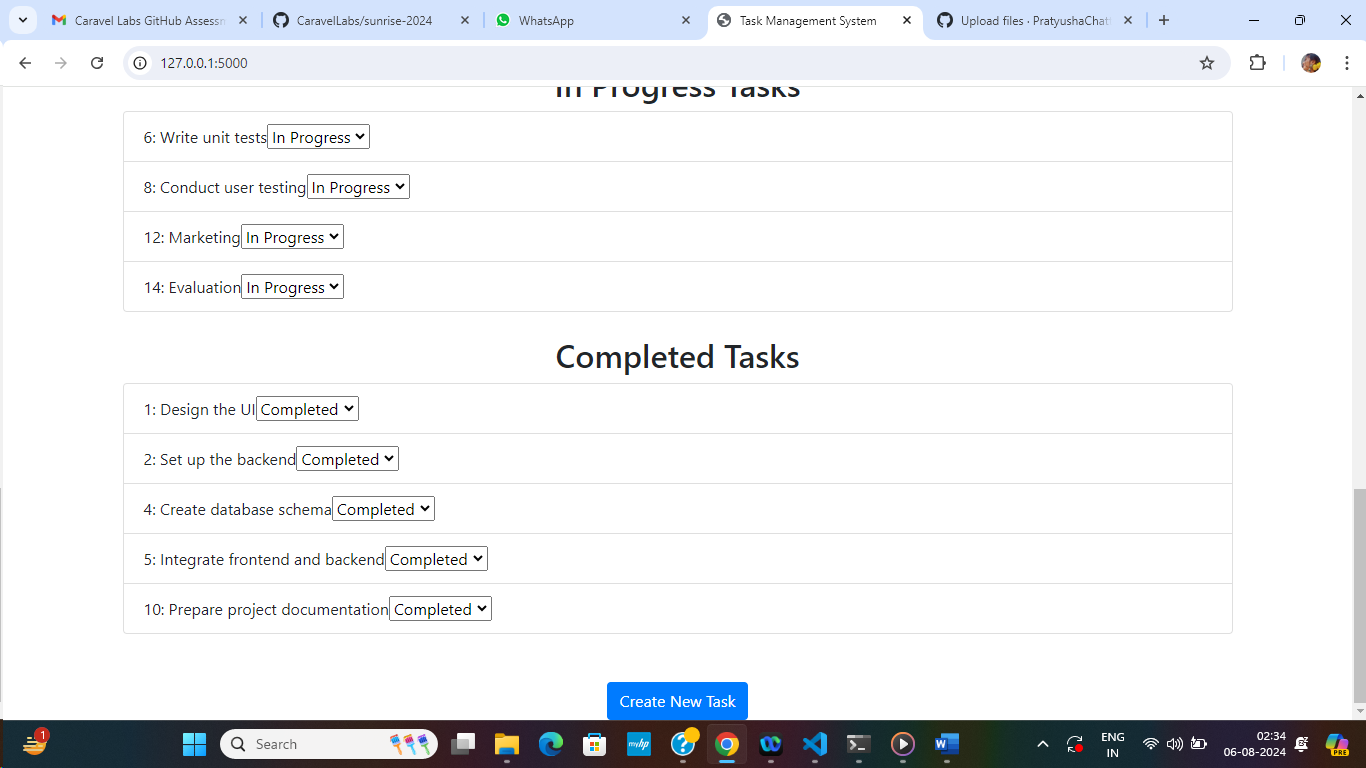 Caravel Labs GitHub Assessm
CaravelLabs/sunrise-2024
WhatsApp
Task Management System
Upload files · PratyushaChat
127.0.0.1:5000
In Progress Tasks
6: Write unit tests In Progress
8: Conduct user testing In Progress
12: Marketing In Progress
14: Evaluation In Progress
Completed Tasks
1: Design the UI Completed
2: Set up the backend Completed
4: Create database schema Completed
5: Integrate frontend and backend Completed
10: Prepare project documentation Completed
Create New Task
1
Search
myhp
ENG
IN
02:34
06-08-2024
PRE